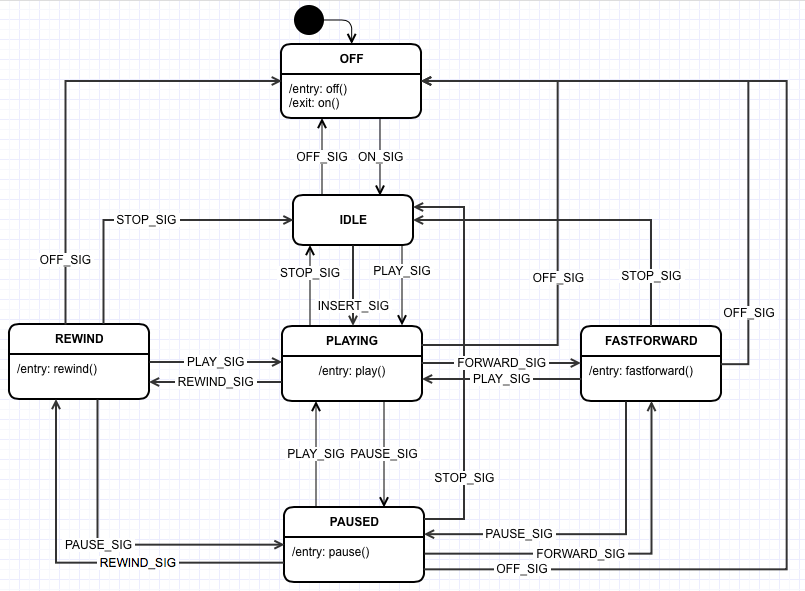 OFF
/entry: off()
/exit: on()
OFF_SIG
ON_SIG
IDLE
STOP_SIG
OFF_SIG
STOP_SIG
PLAY_SIG
OFF_SIG
STOP_SIG
INSERT_SIG
OFF_SIG
REWIND
/entry: rewind()
PLAYING
/entry: play()
FASTFORWARD
/entry: fastforward()
PLAY_SIG
FORWARD_SIG
REWIND_SIG
PLAY_SIG
PLAY_SIG
PAUSE_SIG
STOP_SIG
PAUSED
/entry: pause()
PAUSE_SIG
PAUSE_SIG
FORWARD_SIG
REWIND_SIG
OFF_SIG